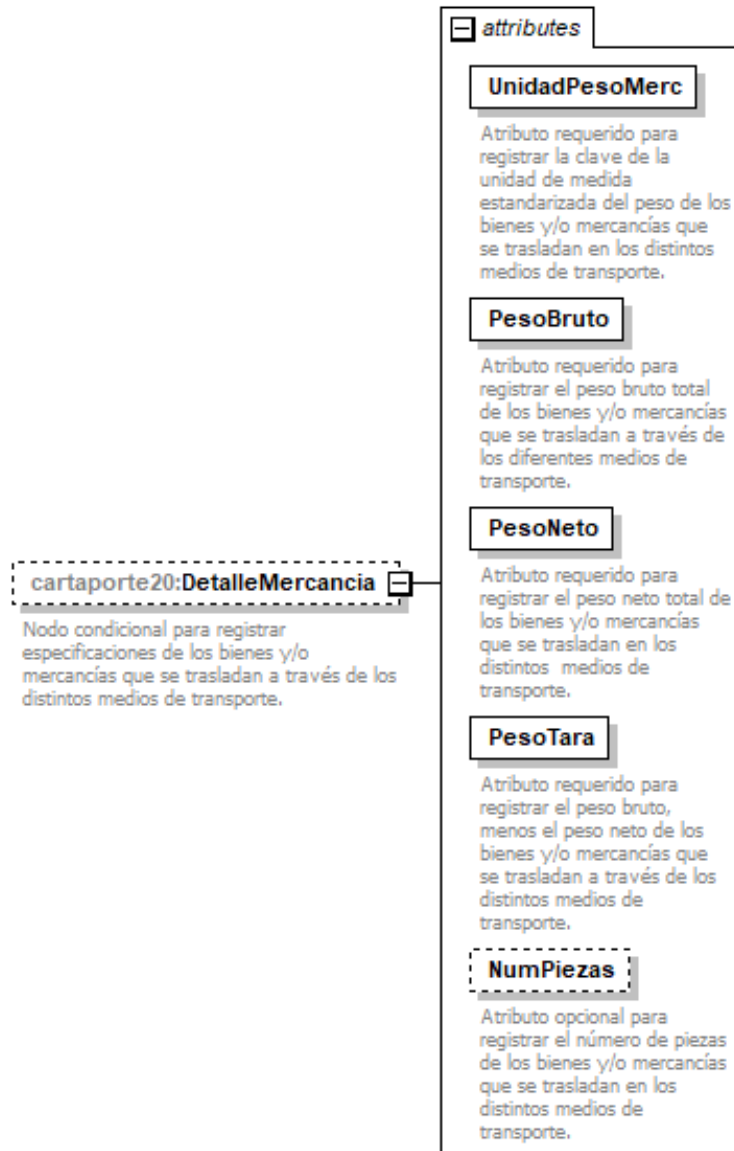 attributes
UnidadPesoMerc
Atributo requerido para
registrar la clave de la
unidad de medida
estandarizada del peso de los
bienes y/o mercancías que
se trasladan en los distintos
medios de transporte.
PesoBruto
Atributo requerido para
registrar el peso bruto total
de los bienes y/o mercancías
que se trasladan a través de
los diferentes medios de
transporte.
PesoNeto
Atributo requerido para
registrar el peso neto total de
los bienes y/o mercancías
que se trasladan en los
distintos  medios de
transporte.
cartaporte20:DetalleMercancia
Nodo condicional para registrar
especificaciones de los bienes y/o
mercancías que se trasladan a través de los
distintos medios de transporte.
PesoTara
Atributo requerido para
registrar el peso bruto,
menos el peso neto de los
bienes y/o mercancías que
se trasladan a través de los
distintos medios de
transporte.
NumPiezas
Atributo opcional para
registrar el número de piezas
de los bienes y/o mercancías
que se trasladan en los
distintos medios de
transporte.